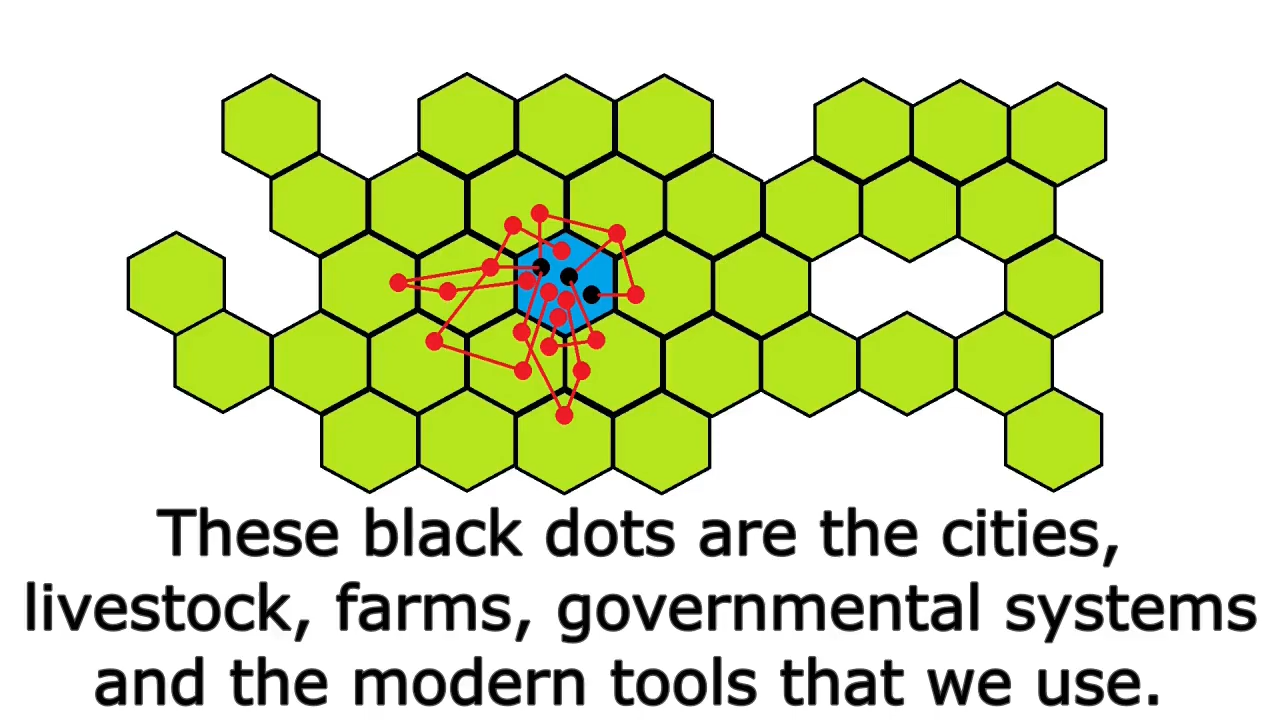 These black dots are the cities,
livestock, farms, governmental systems
and the modern tools that we use.